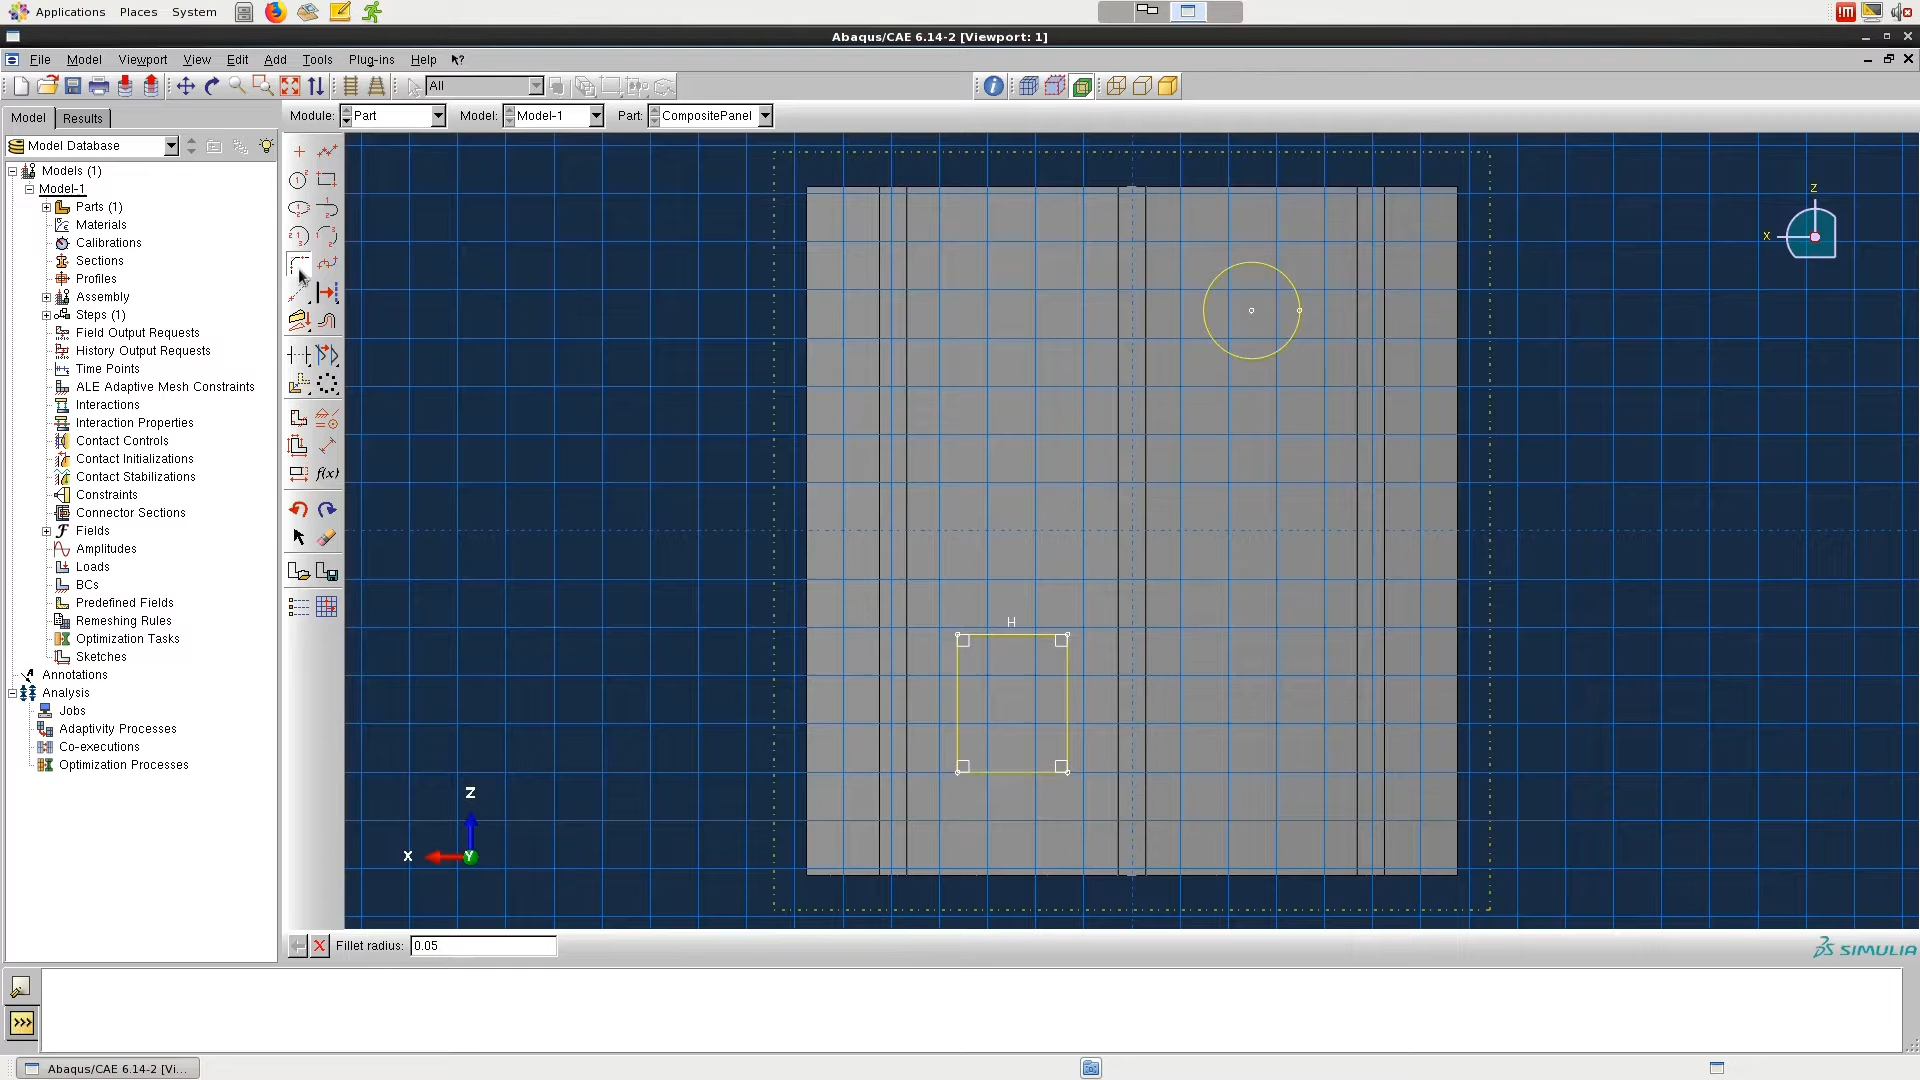 Applications Places System
Abaqus/CAE 6.14-2 [Viewport: 1]
File Model Viewport View Edit Add Tools Plug-ins Help
All
Model Results Module: Part Model: Model-1 Part: CompositePanel
Model Database
Models (1)
Model-1
Parts (1)
Materials
Calibrations
Sections
Profiles
Assembly
Steps (1)
Field Output Requests
History Output Requests
Time Points
ALE Adaptive Mesh Constraints
Interactions
Interaction Properties
Contact Controls
Contact Initializations
Contact Stabilizations
Constraints
Connector Sections
Fields
Amplitudes
Loads
BCs
Predefined Fields
Remeshing Rules
Optimization Tasks
Sketches
Annotations
Analysis
Jobs
Adaptivity Processes
Co-executions
Optimization Processes
f(x)
Z
X
H
Z
X
Y
Fillet radius: 0.05
SIMULIA
>>>
Abaqus/CAE 6.14-2 [Vi...